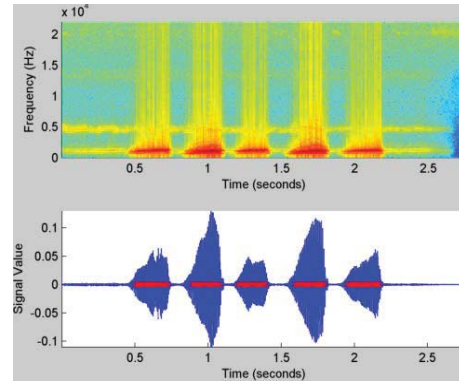 x 10⁴
2
1.5
1
0.5
0
Frequency (Hz)
0.5 1 1.5 2 2.5
Time (seconds)
0.1
0.05
0
-0.05
-0.1
Signal Value
0.5 1 1.5 2 2.5
Time (seconds)